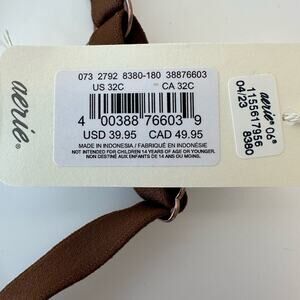 aerie®
073 2792 8380-180 38876603
US 32C CA 32C
4 00388 76603 9
USD 39.95 CAD 49.95
MADE IN INDONESIA / FABRIQUÉ EN INDONÉSIE
NOT INTENDED FOR CHILDREN 14 YEARS OF AGE OR YOUNGER.
NON DESTINÉ AUX ENFANTS DE 14 ANS OU MOINS.
aerie® 06®
1155617956
04/23 8380